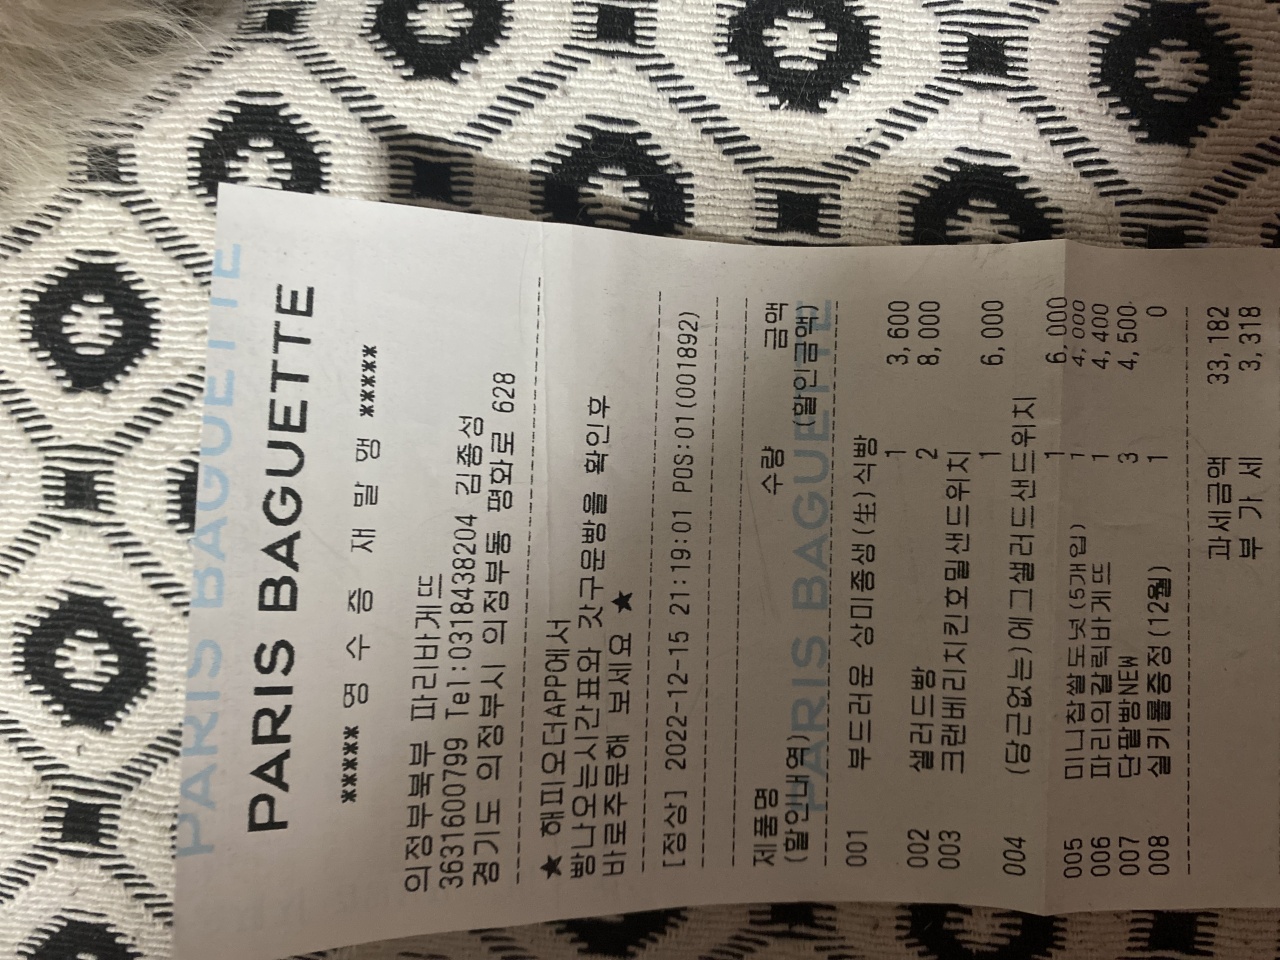 PARIS BAGUETTE
PARIS BAGUETTE
***** 영 수 증 재 발 행 *****
의정부북부 파리바게뜨
3631600799 Tel:0318438204 김종성
경기도 의정부시 의정부동 평화로 628
★ 해피오더APP에서
빵나오는시간표와 갓구운빵을 확인후
바로주문해 보세요 ★
[정상] 2022-12-15 21:19:01 POS:01(001892)
제품명 수량 금액
(할인내역) (할인금액)
PARIS BAGUETTE
001 부드러운 상미종생(生)식빵
1 3,600
002 샐러드빵 2 8,000
003 크랜베리치킨호밀샌드위치
1 6,000
004 (당근없는)에그샐러드샌드위치
1 6,000
005 미니찹쌀도넛(5개입) 1 4,000
006 파리의갈릭바게뜨 1 4,400
007 단팥빵NEW 3 4,500
008 실키롤증정(12월) 1 0
과세금액 33,182
부 가 세 3,318